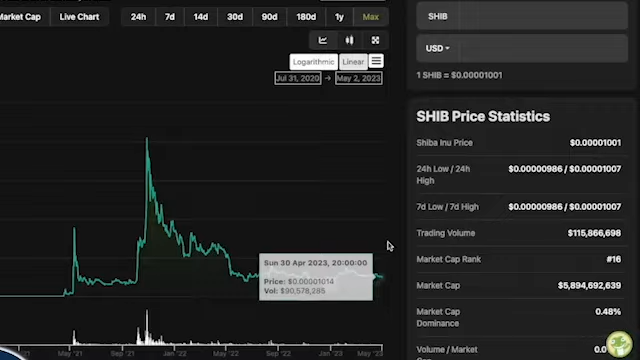 Market Cap Live Chart 24h 7d 14d 30d 90d 180d 1y Max
Logarithmic Linear
Jul 31, 2020 → May 2, 2023
Sun 30 Apr 2023, 20:00:00
Price: $0.00001014
Vol: $90,578,285
May '21 Sep '21 Jan '22 May '22 Sep '22 Jan '23 May '23
SHIB
USD
1 SHIB = $0.00001001
SHIB Price Statistics
Shiba Inu Price $0.00001001
24h Low / 24h High $0.00000986 / $0.00001007
7d Low / 7d High $0.00000986 / $0.00001007
Trading Volume $115,866,698
Market Cap Rank #16
Market Cap $5,894,692,639
Market Cap Dominance 0.48%
Volume / Market 0.0